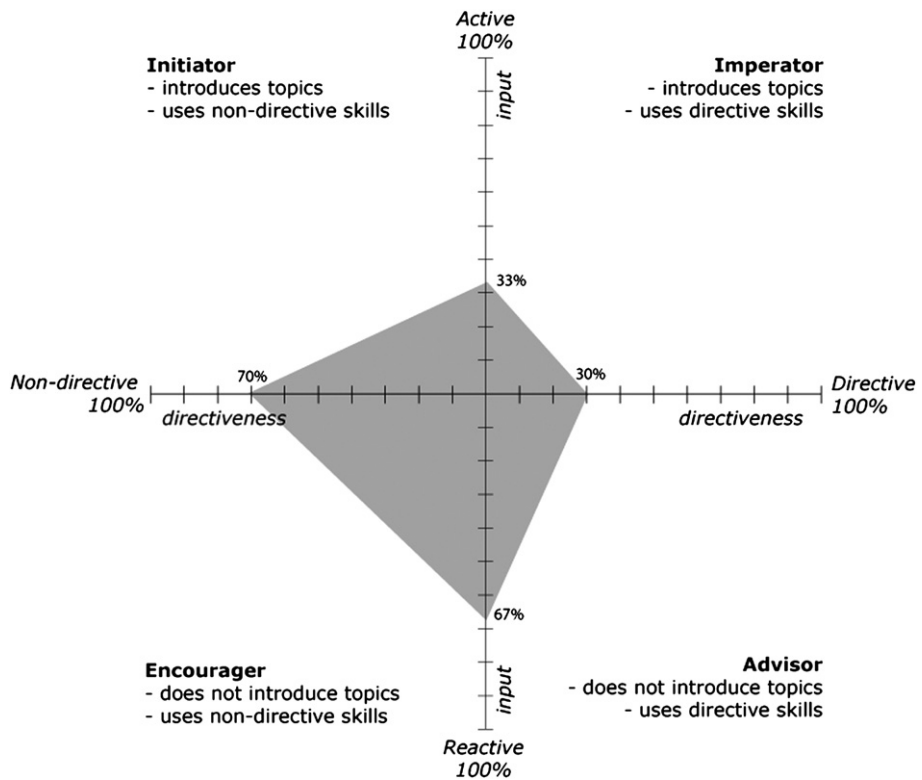 Active
100%
Initiator
- introduces topics
- uses non-directive skills
input
Imperator
- introduces topics
- uses directive skills
33%
Non-directive
100%
70%
30%
Directive
100%
directiveness
directiveness
67%
Encourager
- does not introduce topics
- uses non-directive skills
input
Advisor
- does not introduce topics
- uses directive skills
Reactive
100%